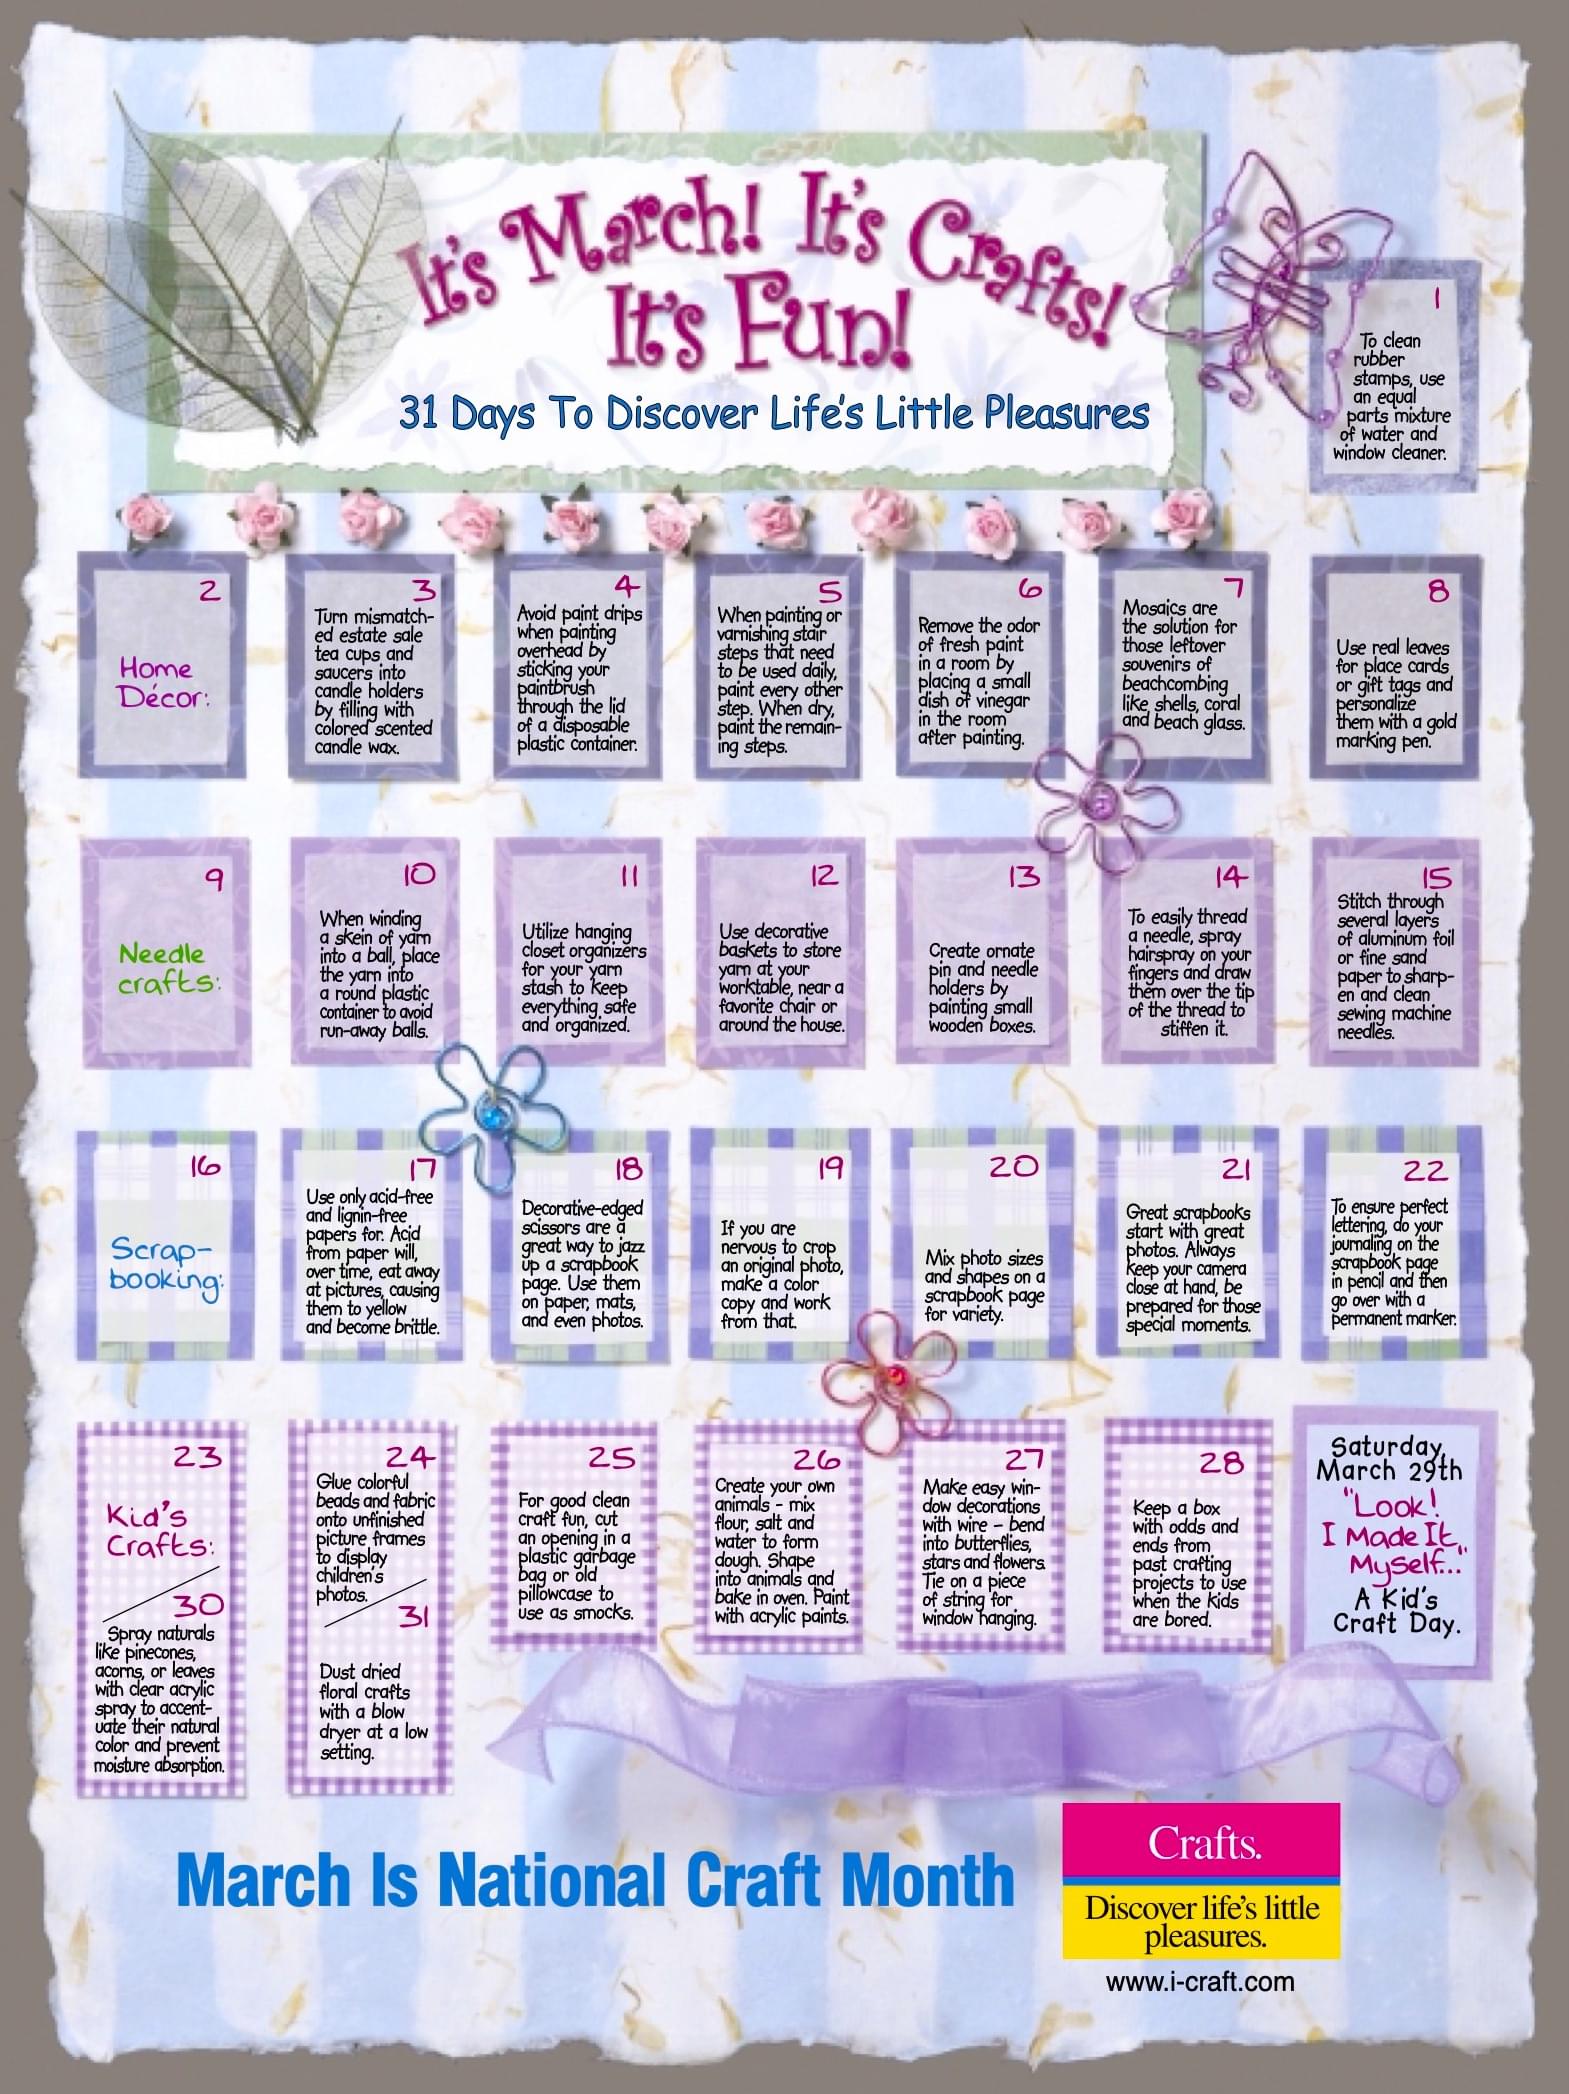 It's March! It's Crafts!
It's Fun!
31 Days To Discover Life's Little Pleasures
1
To clean
rubber
stamps, use
an equal
parts mixture
of water and
window cleaner.
2
Home
Décor:
3
Turn mismatch-
ed estate sale
tea cups and
saucers into
candle holders
by filling with
colored scented
candle wax.
4
Avoid paint drips
when painting
overhead by
sticking your
paintbrush
through the lid
of a disposable
plastic container.
5
When painting or
varnishing stair
steps that need
to be used daily,
paint every other
step. When dry,
paint the remain-
ing steps.
6
Remove the odor
of fresh paint
in a room by
placing a small
dish of vinegar
in the room
after painting.
7
Mosaics are
the solution for
those leftover
souvenirs of
beachcombing
like shells, coral
and beach glass.
8
Use real leaves
for place cards
or gift tags and
personalize
them with a gold
marking pen.
9
Needle
crafts:
10
When winding
a skein of yarn
into a ball, place
the yarn into
a round plastic
container to avoid
run-away balls.
11
Utilize hanging
closet organizers
for your yarn
stash to keep
everything safe
and organized.
12
Use decorative
baskets to store
yarn at your
worktable, near a
favorite chair or
around the house.
13
Create ornate
pin and needle
holders by
painting small
wooden boxes.
14
To easily thread
a needle, spray
hairspray on your
fingers and draw
them over the tip
of the thread to
stiffen it.
15
Stitch through
several layers
of aluminum foil
or fine sand
paper to sharp-
en and clean
sewing machine
needles.
16
Scrap-
booking:
17
Use only acid-free
and lignin-free
papers for. Acid
from paper will,
over time, eat away
at pictures, causing
them to yellow
and become brittle.
18
Decorative-edged
scissors are a
great way to jazz
up a scrapbook
page. Use them
on paper, mats,
and even photos.
19
If you are
nervous to crop
an original photo,
make a color
copy and work
from that.
20
Mix photo sizes
and shapes on a
scrapbook page
for variety.
21
Great scrapbooks
start with great
photos. Always
keep your camera
close at hand, be
prepared for those
special moments.
22
To ensure perfect
lettering, do your
journaling on the
scrapbook page
in pencil and then
go over with a
permanent marker.
23
Kid's
Crafts:
30
Spray naturals
like pinecones,
acorns, or leaves
with clear acrylic
spray to accent-
uate their natural
color and prevent
moisture absorption.
24
Glue colorful
beads and fabric
onto unfinished
picture frames
to display
children's
photos.
31
Dust dried
floral crafts
with a blow
dryer at a low
setting.
25
For good clean
craft fun, cut
an opening in a
plastic garbage
bag or old
pillowcase to
use as smocks.
26
Create your own
animals - mix
flour, salt and
water to form
dough. Shape
into animals and
bake in oven. Paint
with acrylic paints.
27
Make easy win-
dow decorations
with wire - bend
into butterflies,
stars and flowers.
Tie on a piece
of string for
window hanging.
28
Keep a box
with odds and
ends from
past crafting
projects to use
when the kids
are bored.
Saturday,
March 29th
"Look!
I Made It
Myself..."
A Kid's
Craft Day.
March Is National Craft Month
Crafts.
Discover life's little
pleasures.
www.i-craft.com